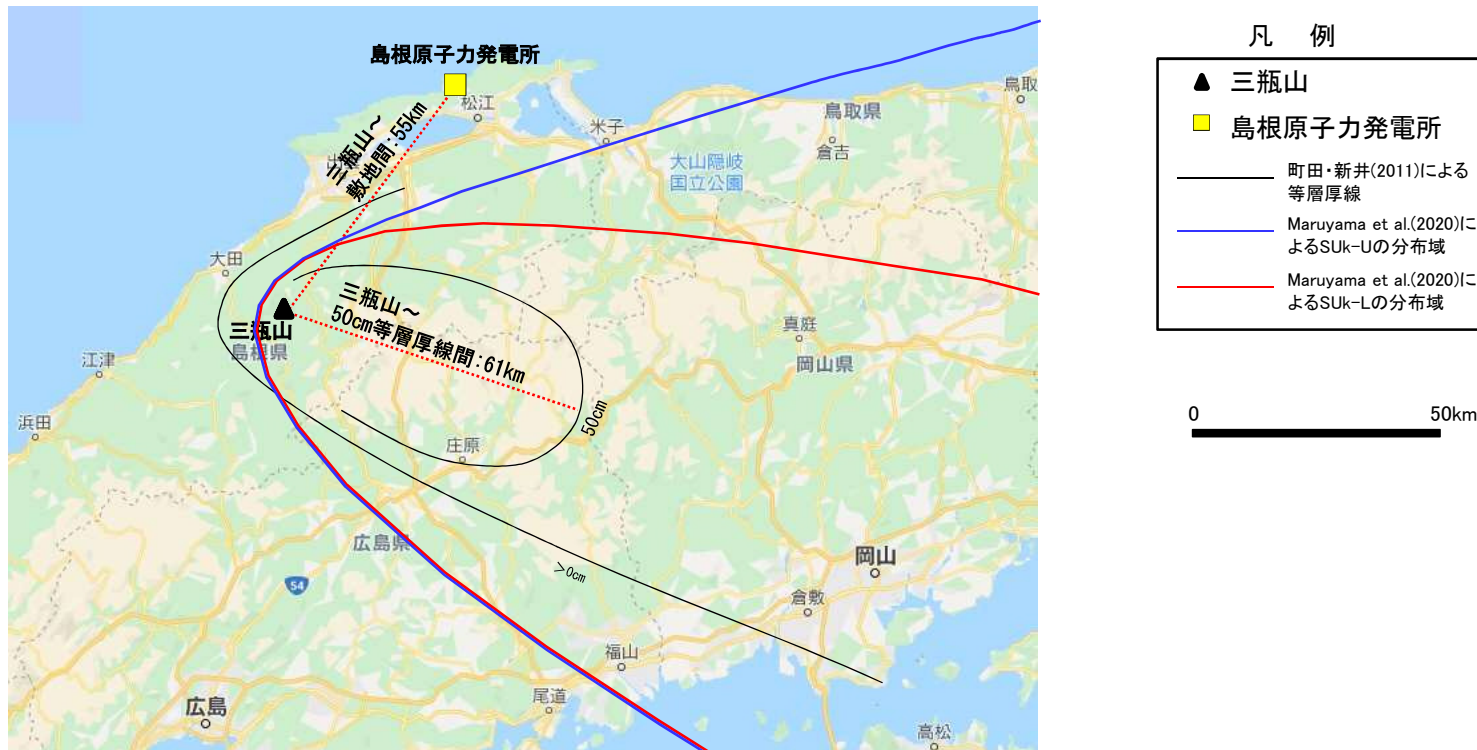 島根原子力発電所
鳥取
松江
鳥取県
米子
倉吉
三瓶山～
敷地間：55km
大山隠岐
国立公園
大田
三瓶山～
50cm等層厚線間：61km
三瓶山
島根県
真庭
江津
岡山県
50cm
浜田
庄原
広島県
岡山
>0cm
54
倉敷
福山
尾道
広島
高松
凡 例
三瓶山
島根原子力発電所
町田・新井(2011)による
等層厚線
Maruyama et al.(2020)に
よるSUk-Uの分布域
Maruyama et al.(2020)に
よるSUk-Lの分布域
0 50km